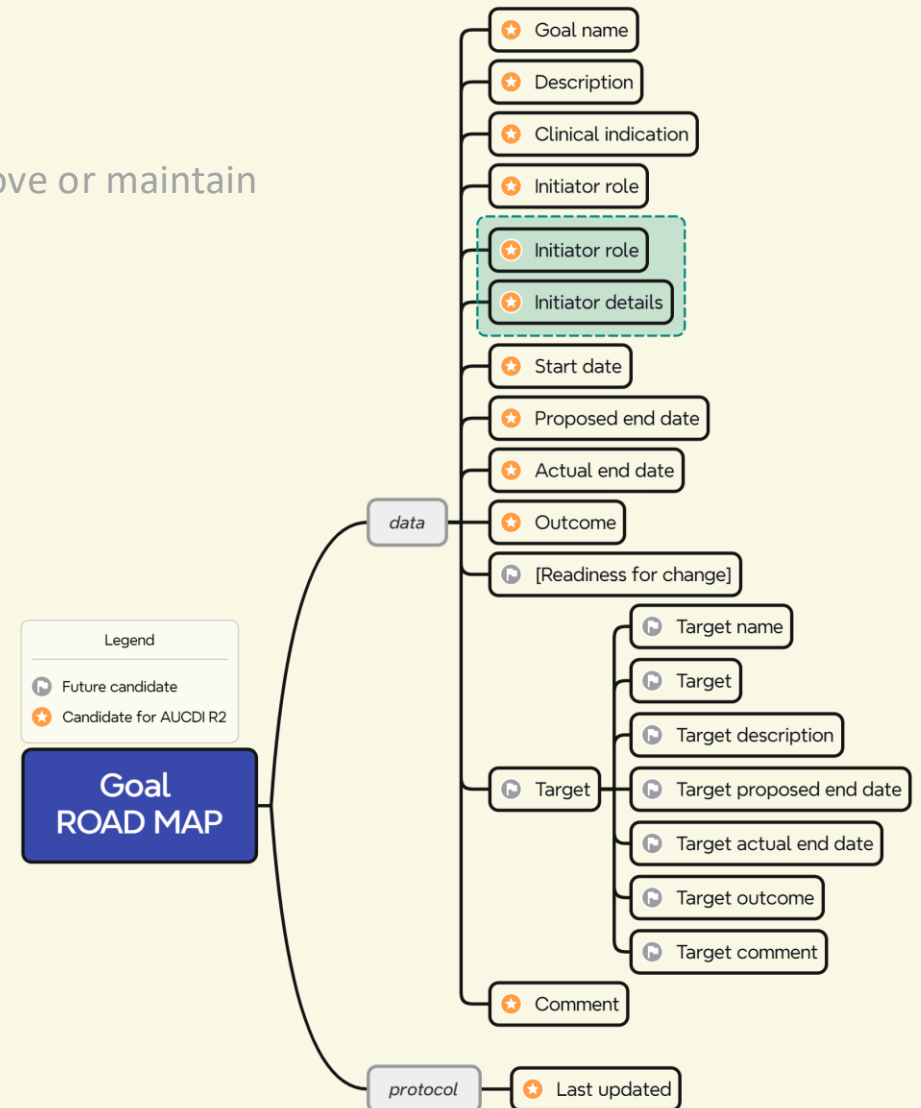 ove or maintain
Goal name
Description
Clinical indication
Initiator role
Initiator role
Initiator details
Start date
Proposed end date
Actual end date
Outcome
[Readiness for change]
Target
Target name
Target
Target description
Target proposed end date
Target actual end date
Target outcome
Target comment
Comment
data
Legend
Future candidate
Candidate for AUCDI R2
Goal
ROAD MAP
protocol
Last updated